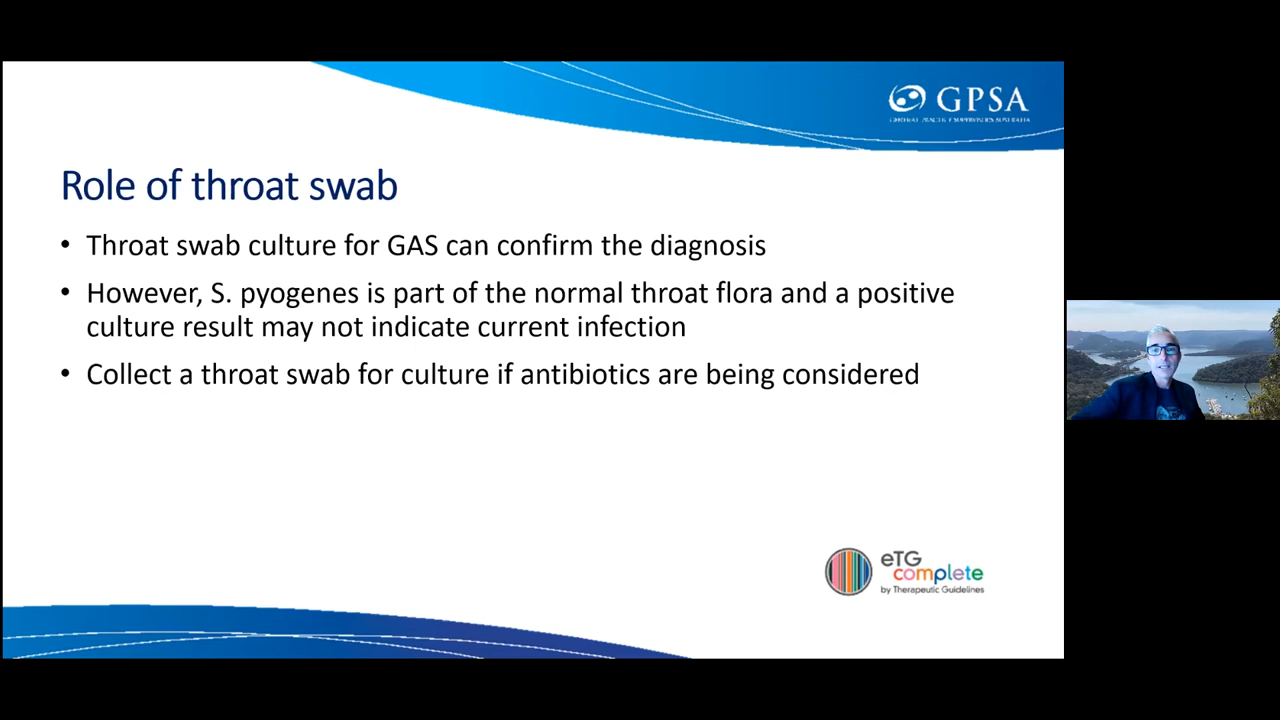 GPSA
GENERAL PRACTICE SUPERVISORS AUSTRALIA
Role of throat swab
• Throat swab culture for GAS can confirm the diagnosis
• However, S. pyogenes is part of the normal throat flora and a positive
culture result may not indicate current infection
• Collect a throat swab for culture if antibiotics are being considered
eTG
complete
by Therapeutic Guidelines